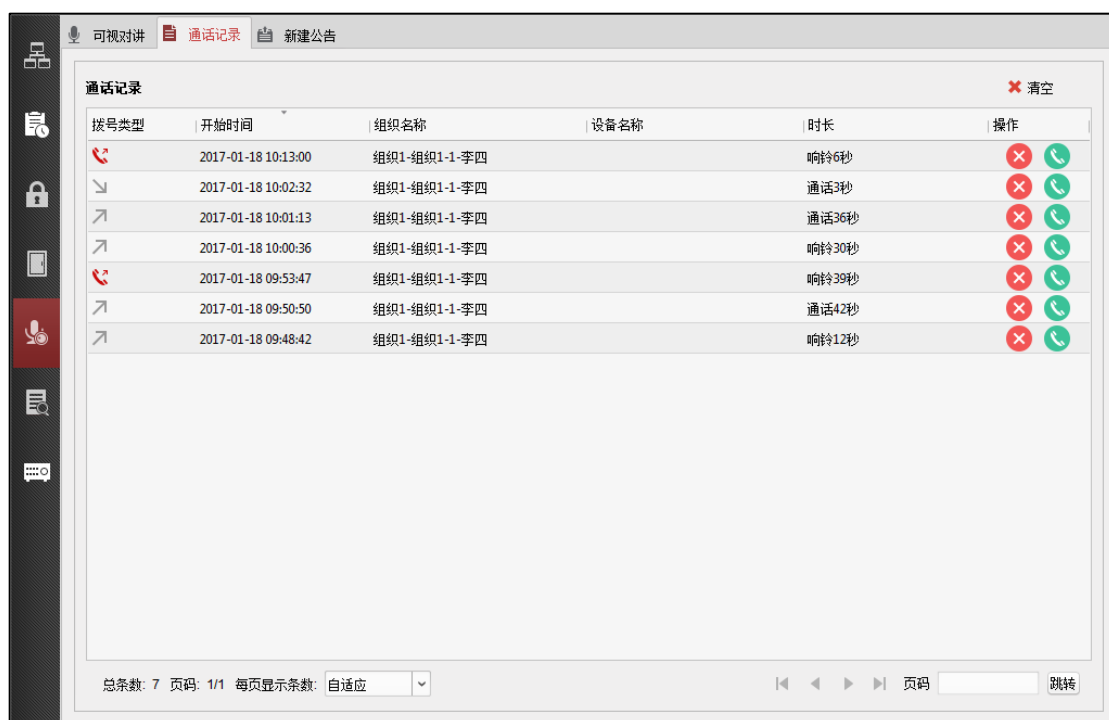 可视对讲 通话记录 新建公告
通话记录 清空
拨号类型 开始时间 组织名称 设备名称 时长 操作
2017-01-18 10:13:00 组织1-组织1-1-李四 响铃6秒
2017-01-18 10:02:32 组织1-组织1-1-李四 通话3秒
2017-01-18 10:01:13 组织1-组织1-1-李四 通话36秒
2017-01-18 10:00:36 组织1-组织1-1-李四 响铃30秒
2017-01-18 09:53:47 组织1-组织1-1-李四 响铃39秒
2017-01-18 09:50:50 组织1-组织1-1-李四 通话42秒
2017-01-18 09:48:42 组织1-组织1-1-李四 响铃12秒
总条数: 7 页码: 1/1 每页显示条数: 自适应 页码 跳转